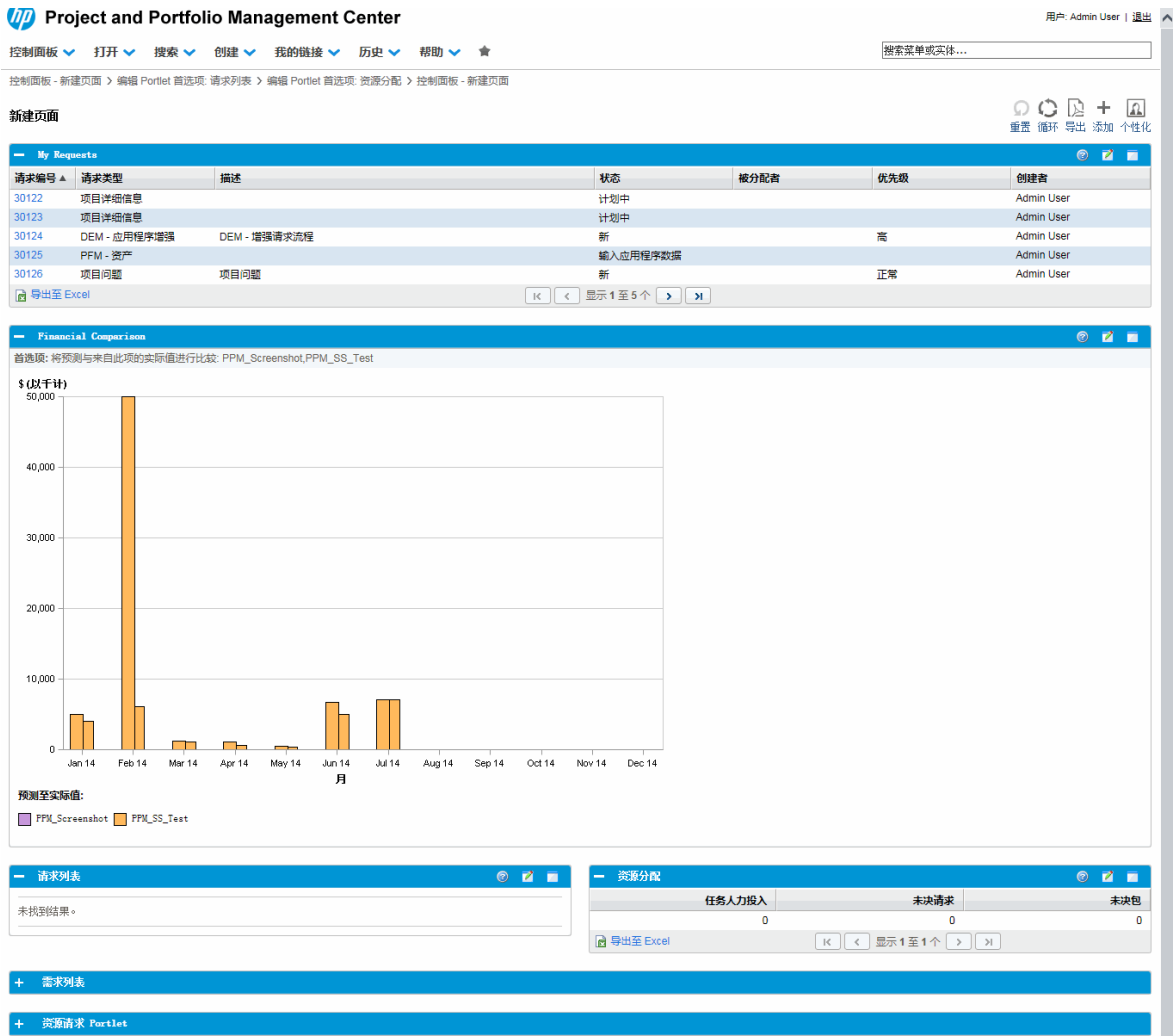 hp Project and Portfolio Management Center
用户: Admin User | 退出
控制面板 打开 搜索 创建 我的链接 历史 帮助
搜索菜单或实体...
控制面板 - 新建页面 > 编辑 Portlet 首选项: 请求列表 > 编辑 Portlet 首选项: 资源分配 > 控制面板 - 新建页面
新建页面
重置 循环 导出 添加 个性化
My Requests
请求编号 请求类型 描述 状态 被分配者 优先级 创建者
30122 项目详细信息 计划中 Admin User
30123 项目详细信息 计划中 Admin User
30124 DEM - 应用程序增强 DEM - 增强请求流程 新 高 Admin User
30125 PFM - 资产 输入应用程序数据 Admin User
30126 项目问题 项目问题 新 正常 Admin User
导出至 Excel 显示 1 至 5 个
Financial Comparison
首选项: 将预测与来自此项的实际值进行比较: PPM_Screenshot,PPM_SS_Test
$ (以千计)
50,000
40,000
30,000
20,000
10,000
0
Jan 14 Feb 14 Mar 14 Apr 14 May 14 Jun 14 Jul 14 Aug 14 Sep 14 Oct 14 Nov 14 Dec 14
月
预测至实际值:
PPM_Screenshot PPM_SS_Test
请求列表
未找到结果。
资源分配
任务人力投入 未决请求 未决包
0 0 0
导出至 Excel 显示 1 至 1 个
需求列表
资源请求 Portlet